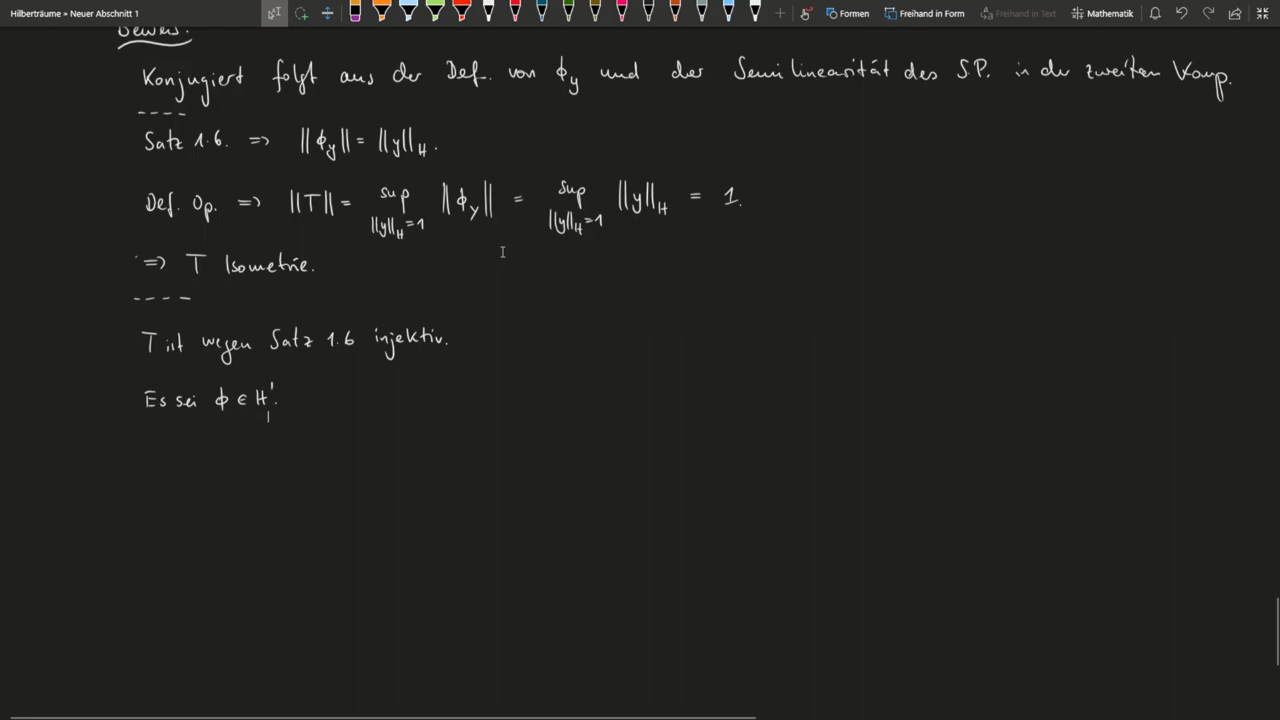 Hilberträume » Neuer Abschnitt 1
Formen
Freihand in Form
Freihand in Text
Mathematik
Beweis.
Konjugiert folgt aus der Def. von ϕ_y und der Semilinearität des S.P. in der zweiten Komp.
Satz 1.6. => ||ϕ_y|| = ||y||_H.
Def. Op. => ||T|| = sup_{||y||_H=1} ||ϕ_y|| = sup_{||y||_H=1} ||y||_H = 1.
=> T Isometrie.
T ist wegen Satz 1.6 injektiv.
Es sei ϕ ∈ H'.